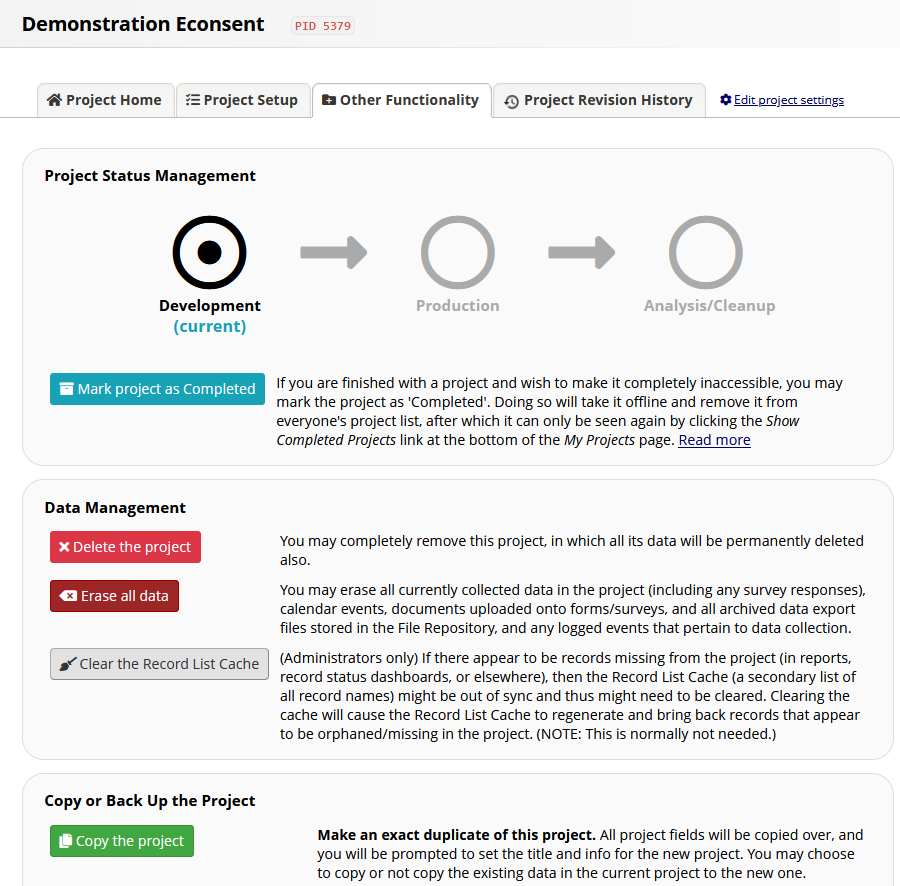 Demonstration Econsent PID 5379
Project Home Project Setup Other Functionality Project Revision History Edit project settings
Project Status Management
Development Production Analysis/Cleanup
(current)
Mark project as Completed
If you are finished with a project and wish to make it completely inaccessible, you may
mark the project as 'Completed'. Doing so will take it offline and remove it from
everyone's project list, after which it can only be seen again by clicking the Show
Completed Projects link at the bottom of the My Projects page. Read more
Data Management
Delete the project
You may completely remove this project, in which all its data will be permanently deleted
also.
Erase all data
You may erase all currently collected data in the project (including any survey responses),
calendar events, documents uploaded onto forms/surveys, and all archived data export
files stored in the File Repository, and any logged events that pertain to data collection.
Clear the Record List Cache
(Administrators only) If there appear to be records missing from the project (in reports,
record status dashboards, or elsewhere), then the Record List Cache (a secondary list of
all record names) might be out of sync and thus might need to be cleared. Clearing the
cache will cause the Record List Cache to regenerate and bring back records that appear
to be orphaned/missing in the project. (NOTE: This is normally not needed.)
Copy or Back Up the Project
Copy the project
Make an exact duplicate of this project. All project fields will be copied over, and
you will be prompted to set the title and info for the new project. You may choose
to copy or not copy the existing data in the current project to the new one.